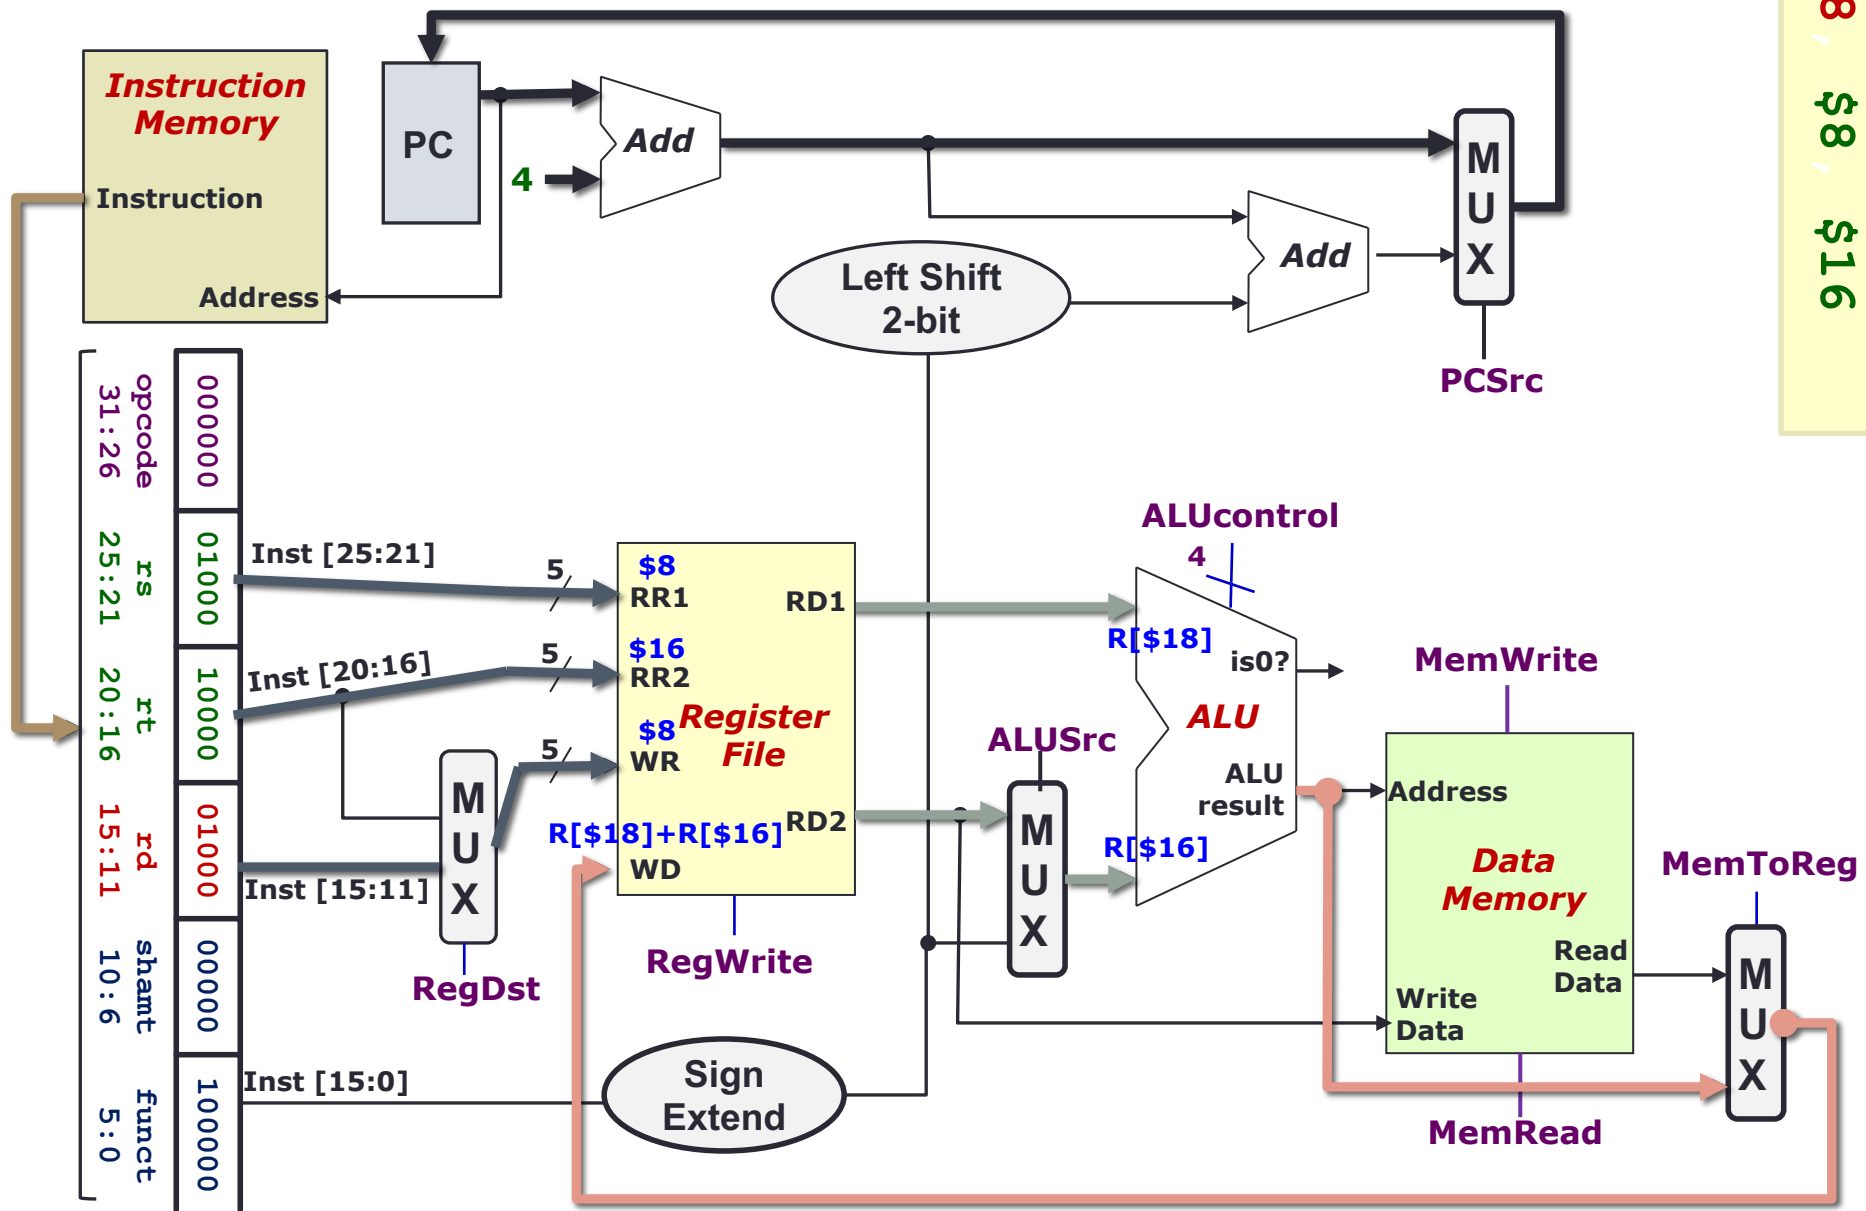 Instruction
Memory
Instruction
Address
PC
4
Add
Left Shift
2-bit
Add
M
U
X
PCSrc
8, $8, $16
opcode
31:26
000000
rs
25:21
01000
rt
20:16
10000
rd
15:11
01000
shamt
10:6
00000
funct
5:0
100000
Inst [25:21]
5
Inst [20:16]
5
5
Inst [15:11]
Inst [15:0]
M
U
X
RegDst
$8
RR1
RD1
$16
RR2
$8
WR
Register
File
R[$18]+R[$16]
RD2
WD
RegWrite
Sign
Extend
ALUSrc
M
U
X
ALUcontrol
4
R[$18]
is0?
ALU
ALU
result
R[$16]
MemWrite
Address
Data
Memory
Read
Data
Write
Data
MemRead
MemToReg
M
U
X